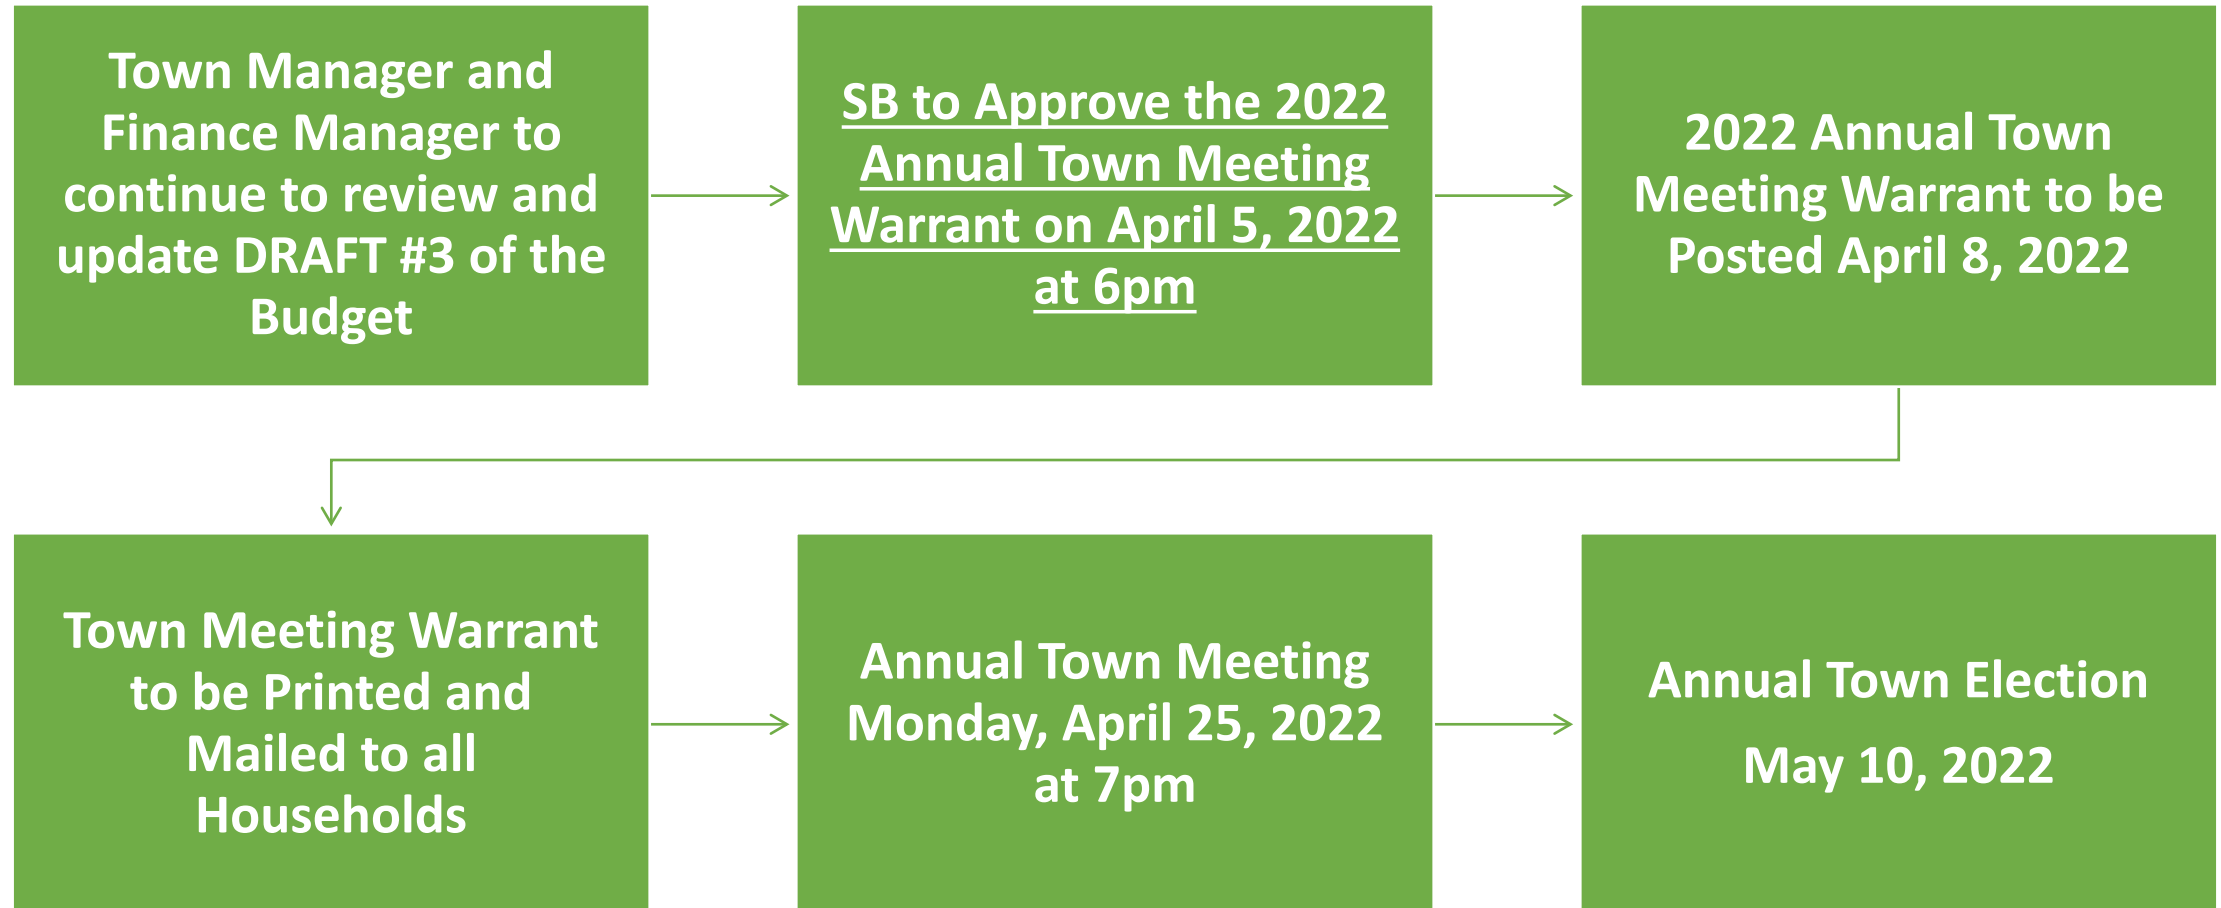 Town Manager and
Finance Manager to
continue to review and
update DRAFT #3 of the
Budget
SB to Approve the 2022
Annual Town Meeting
Warrant on April 5, 2022
at 6pm
2022 Annual Town
Meeting Warrant to be
Posted April 8, 2022
Town Meeting Warrant
to be Printed and
Mailed to all
Households
Annual Town Meeting
Monday, April 25, 2022
at 7pm
Annual Town Election
May 10, 2022